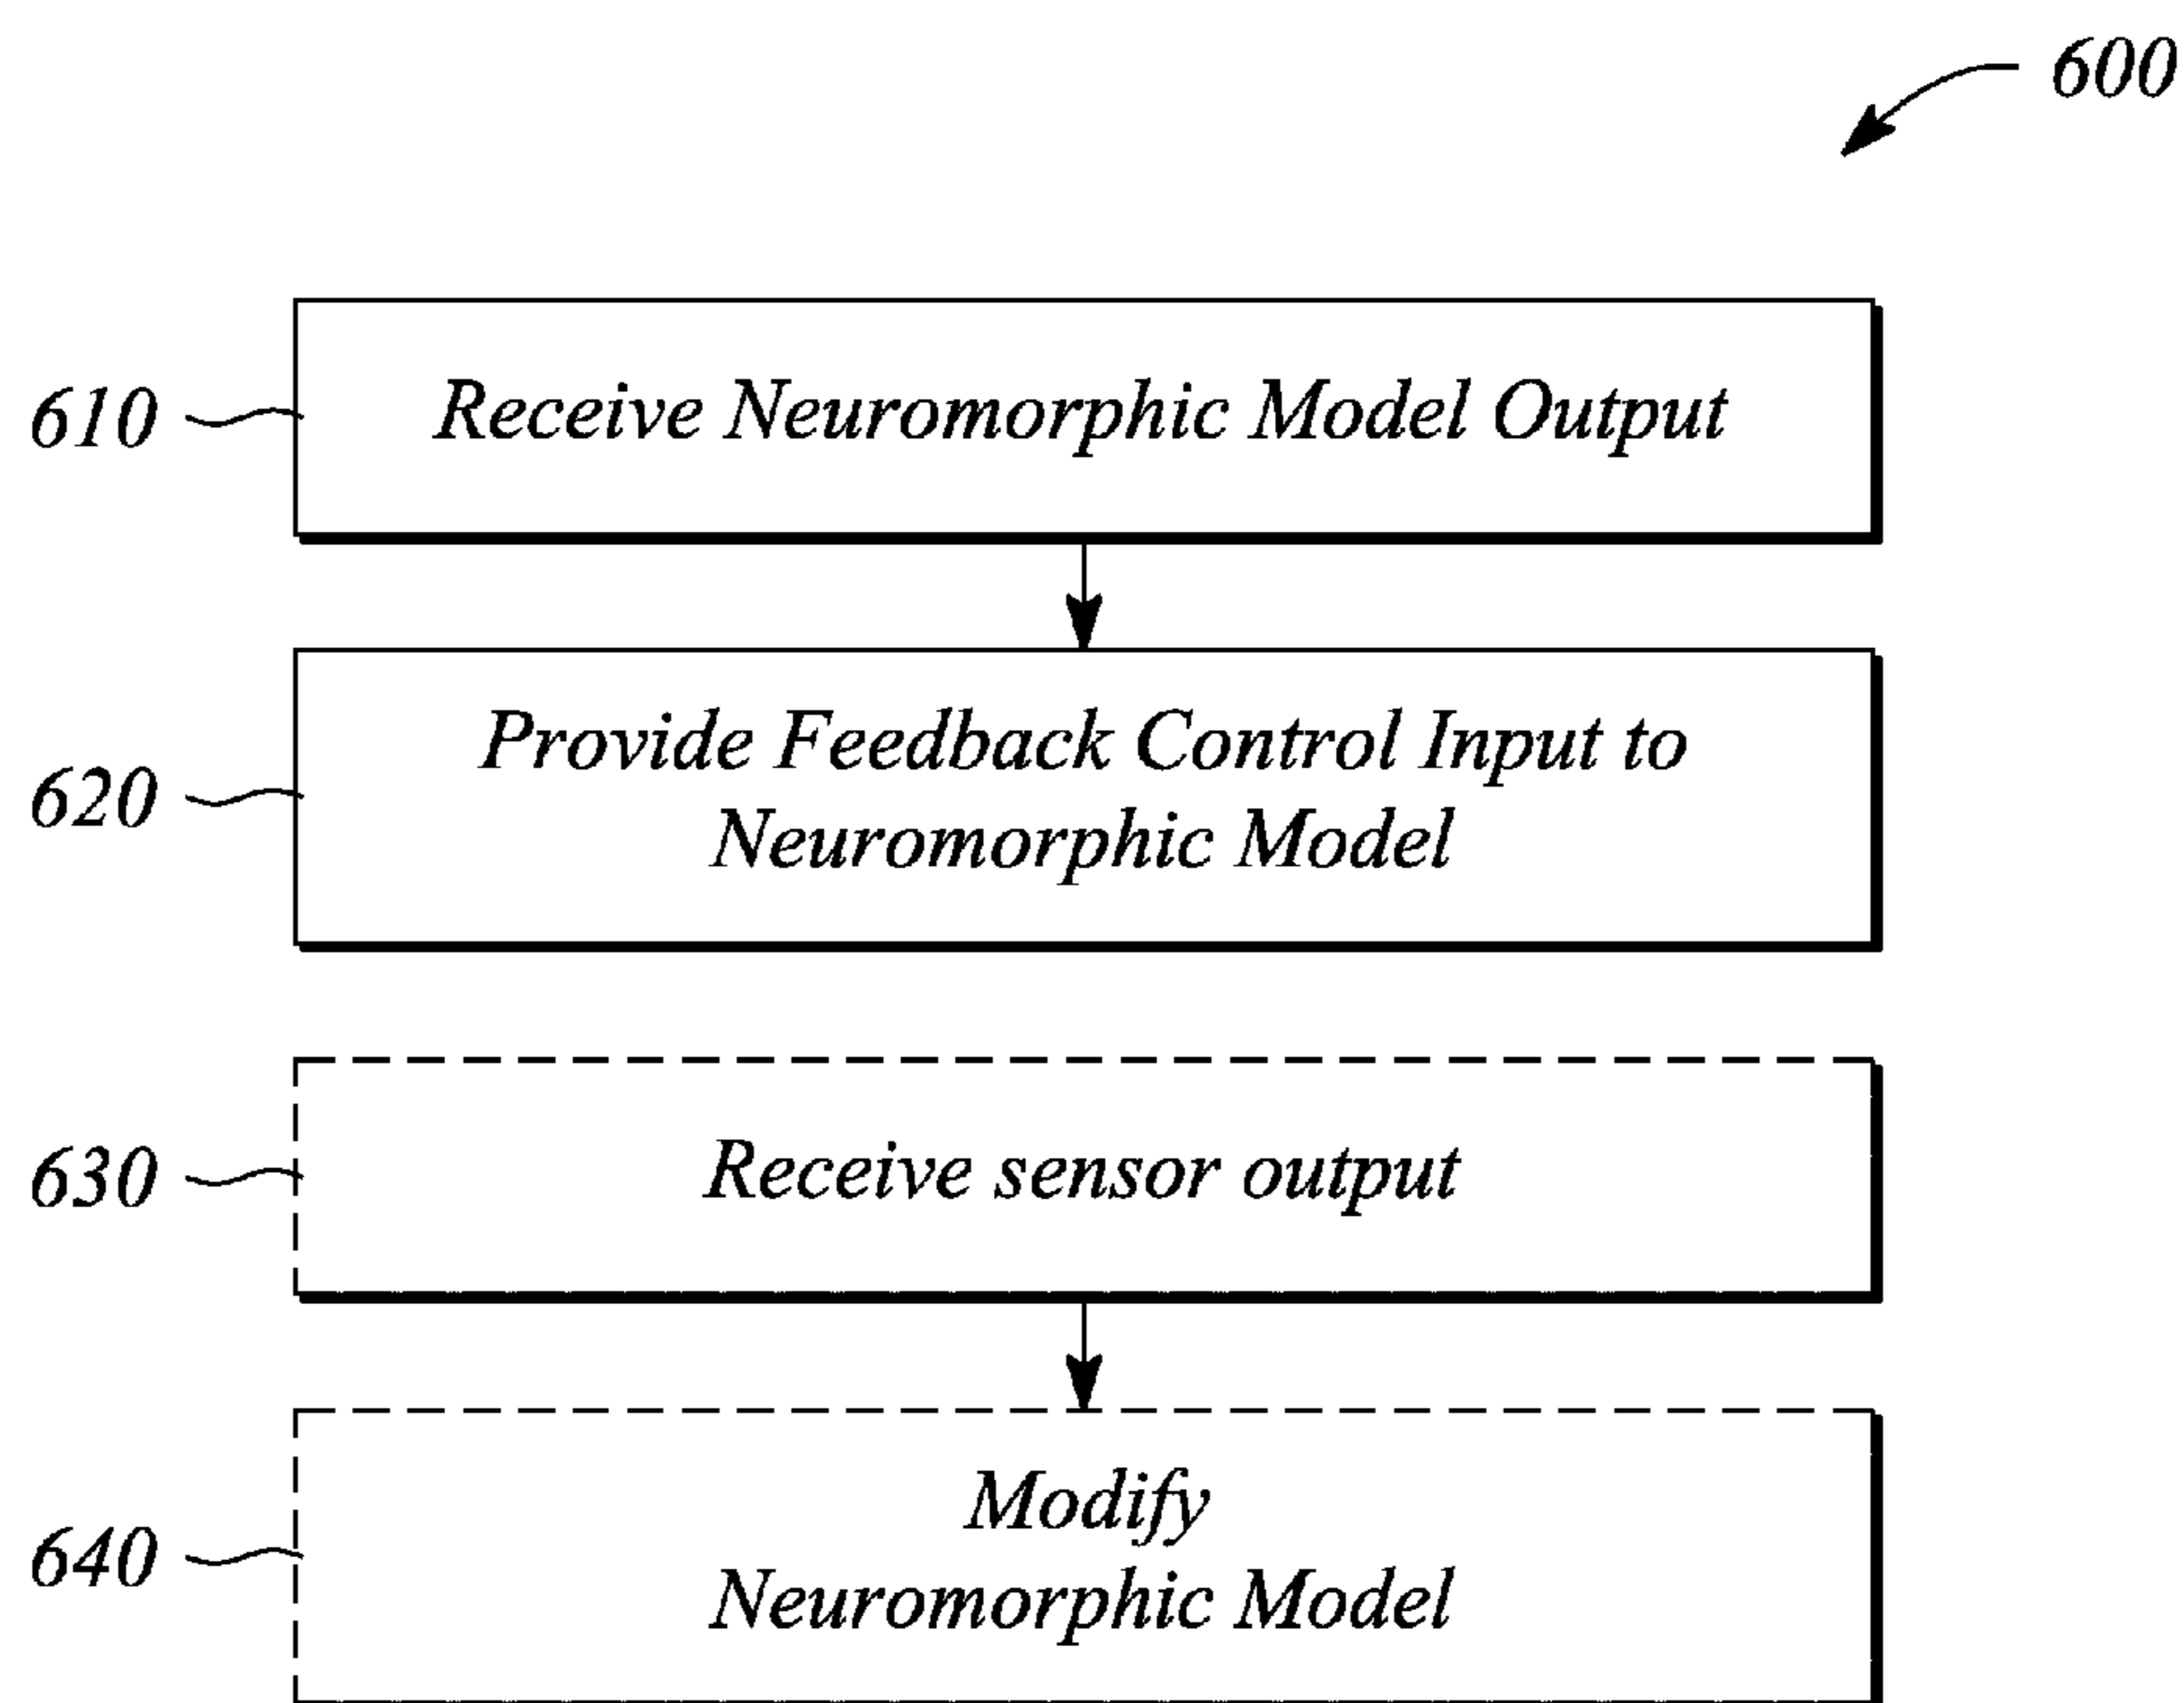 600
610
Receive Neuromorphic Model Output
620
Provide Feedback Control Input to
Neuromorphic Model
630
Receive sensor output
640
Modify
Neuromorphic Model